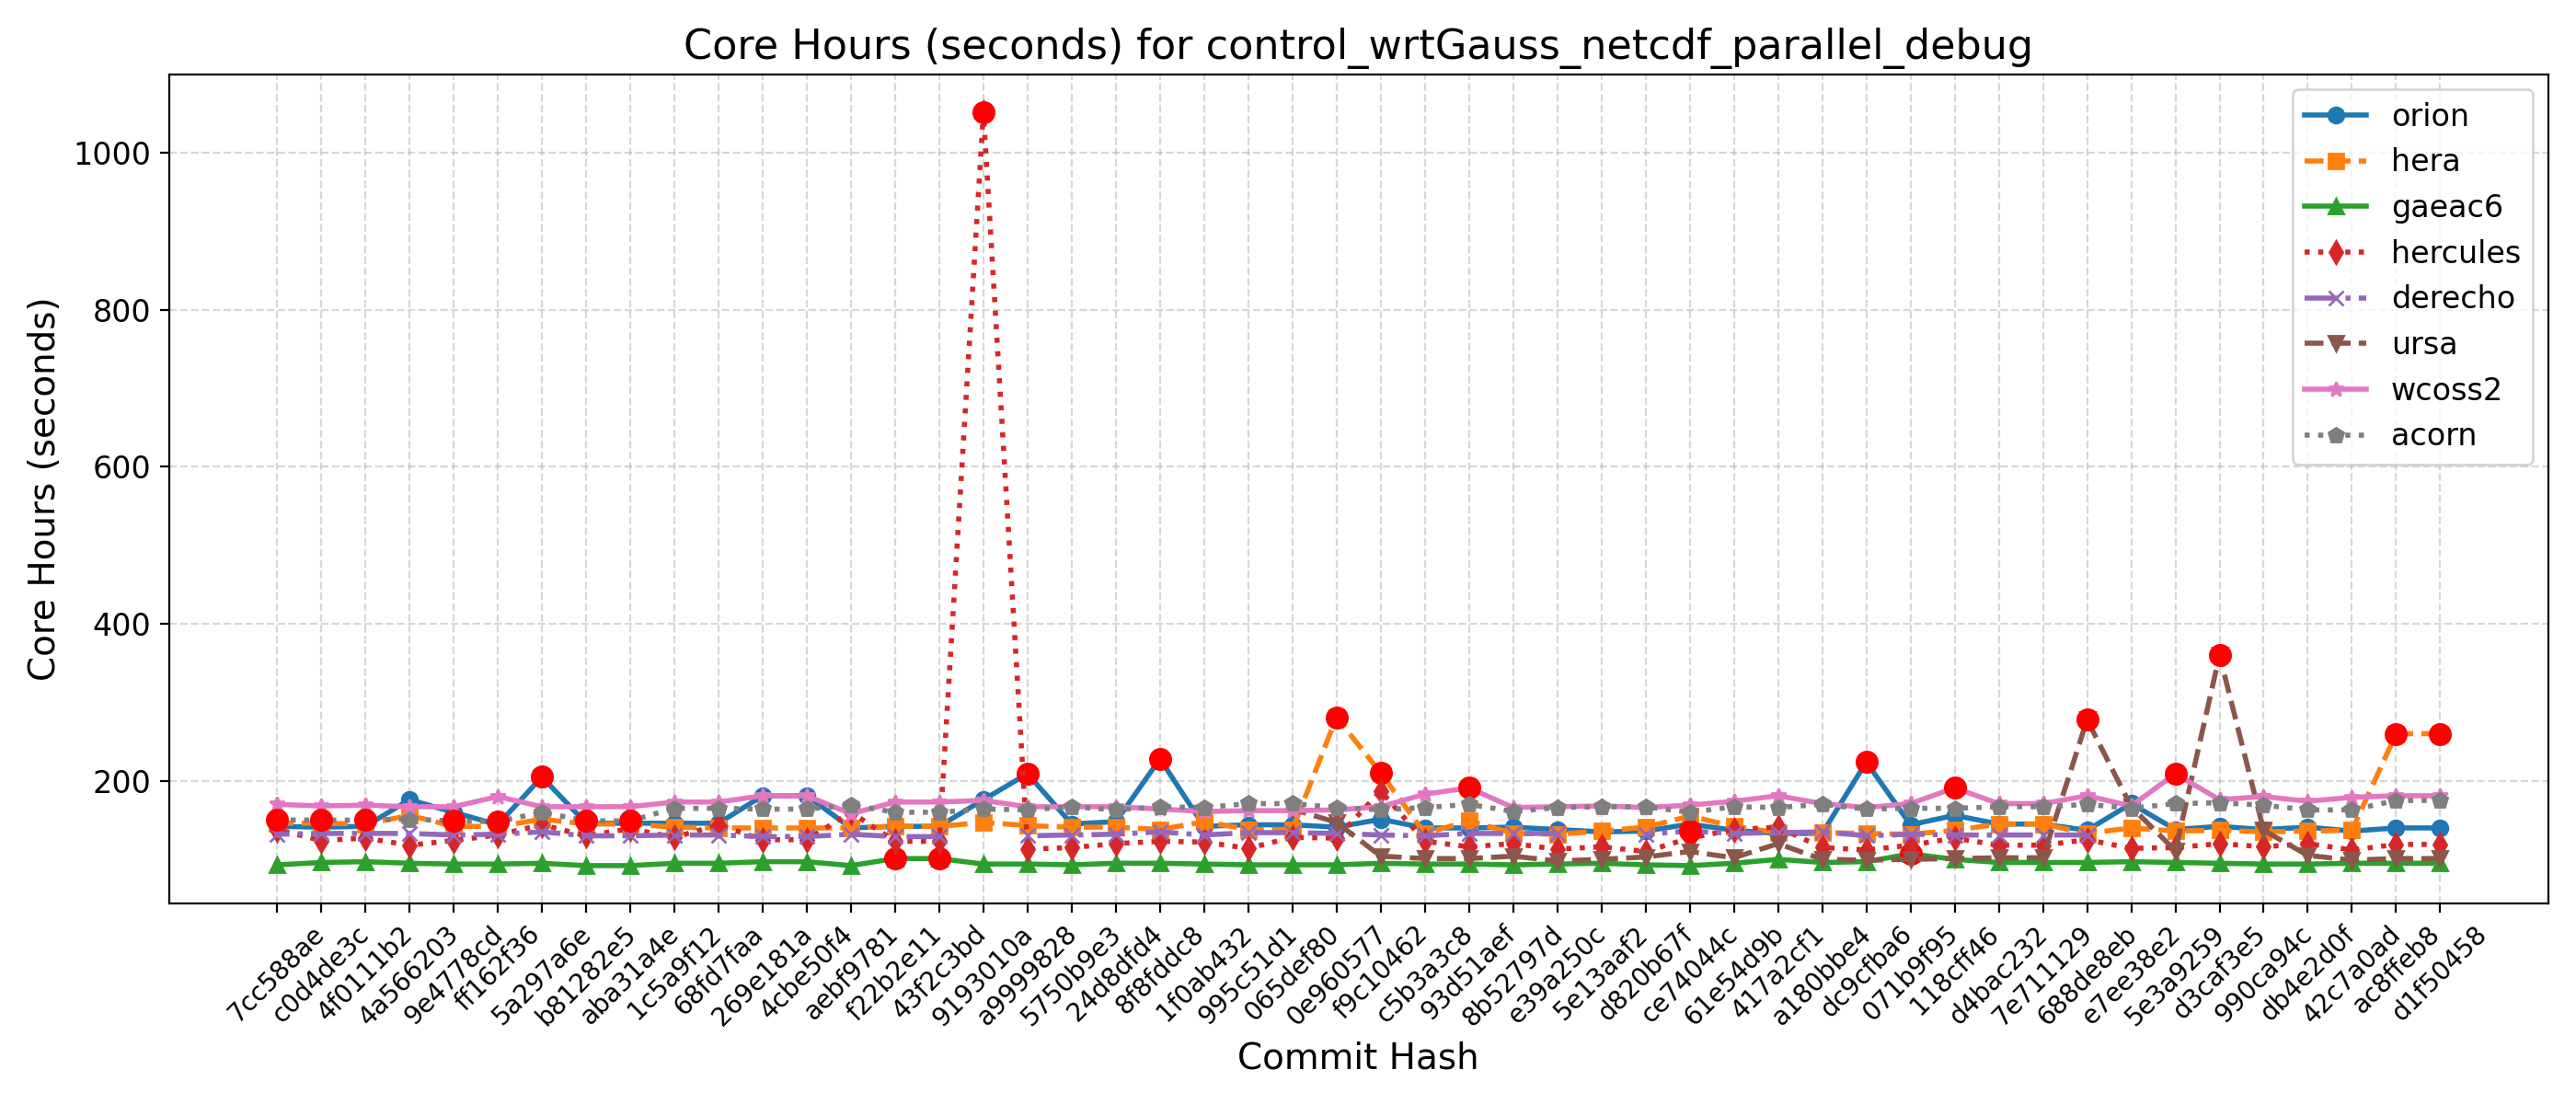 Core Hours (seconds) for control_wrtGauss_netcdf_parallel_debug
Core Hours (seconds)
1000
800
600
400
200
orion
hera
gaeac6
hercules
derecho
ursa
wcoss2
acorn
7cc588ae
c0d4de3c
4f0111b2
4a566203
9e4778cd
ff162f36
5a297a6e
b81282e5
aba31a4e
1c5a9f12
68fd7faa
269e181a
4cbe50f4
aebf9781
f22b2e11
43f2c3bd
9193010a
a9999828
5750b9e3
24d8dfd4
8f8fddc8
1f0ab432
995c51d1
065def80
0e960577
f9c10462
c5b3a3c8
93d51aef
8b52797d
e39a250c
5e13aaf2
d820b67f
ce74044c
61e54d9b
417a2cf1
a180bbe4
dc9cfba6
071b9f95
118cff46
d4bac232
7e711129
688de8eb
e7ee38e2
5e3a9259
d3caf3e5
990ca94c
db4e2d0f
42c7a0ad
ac8ffeb8
d1f50458
Commit Hash